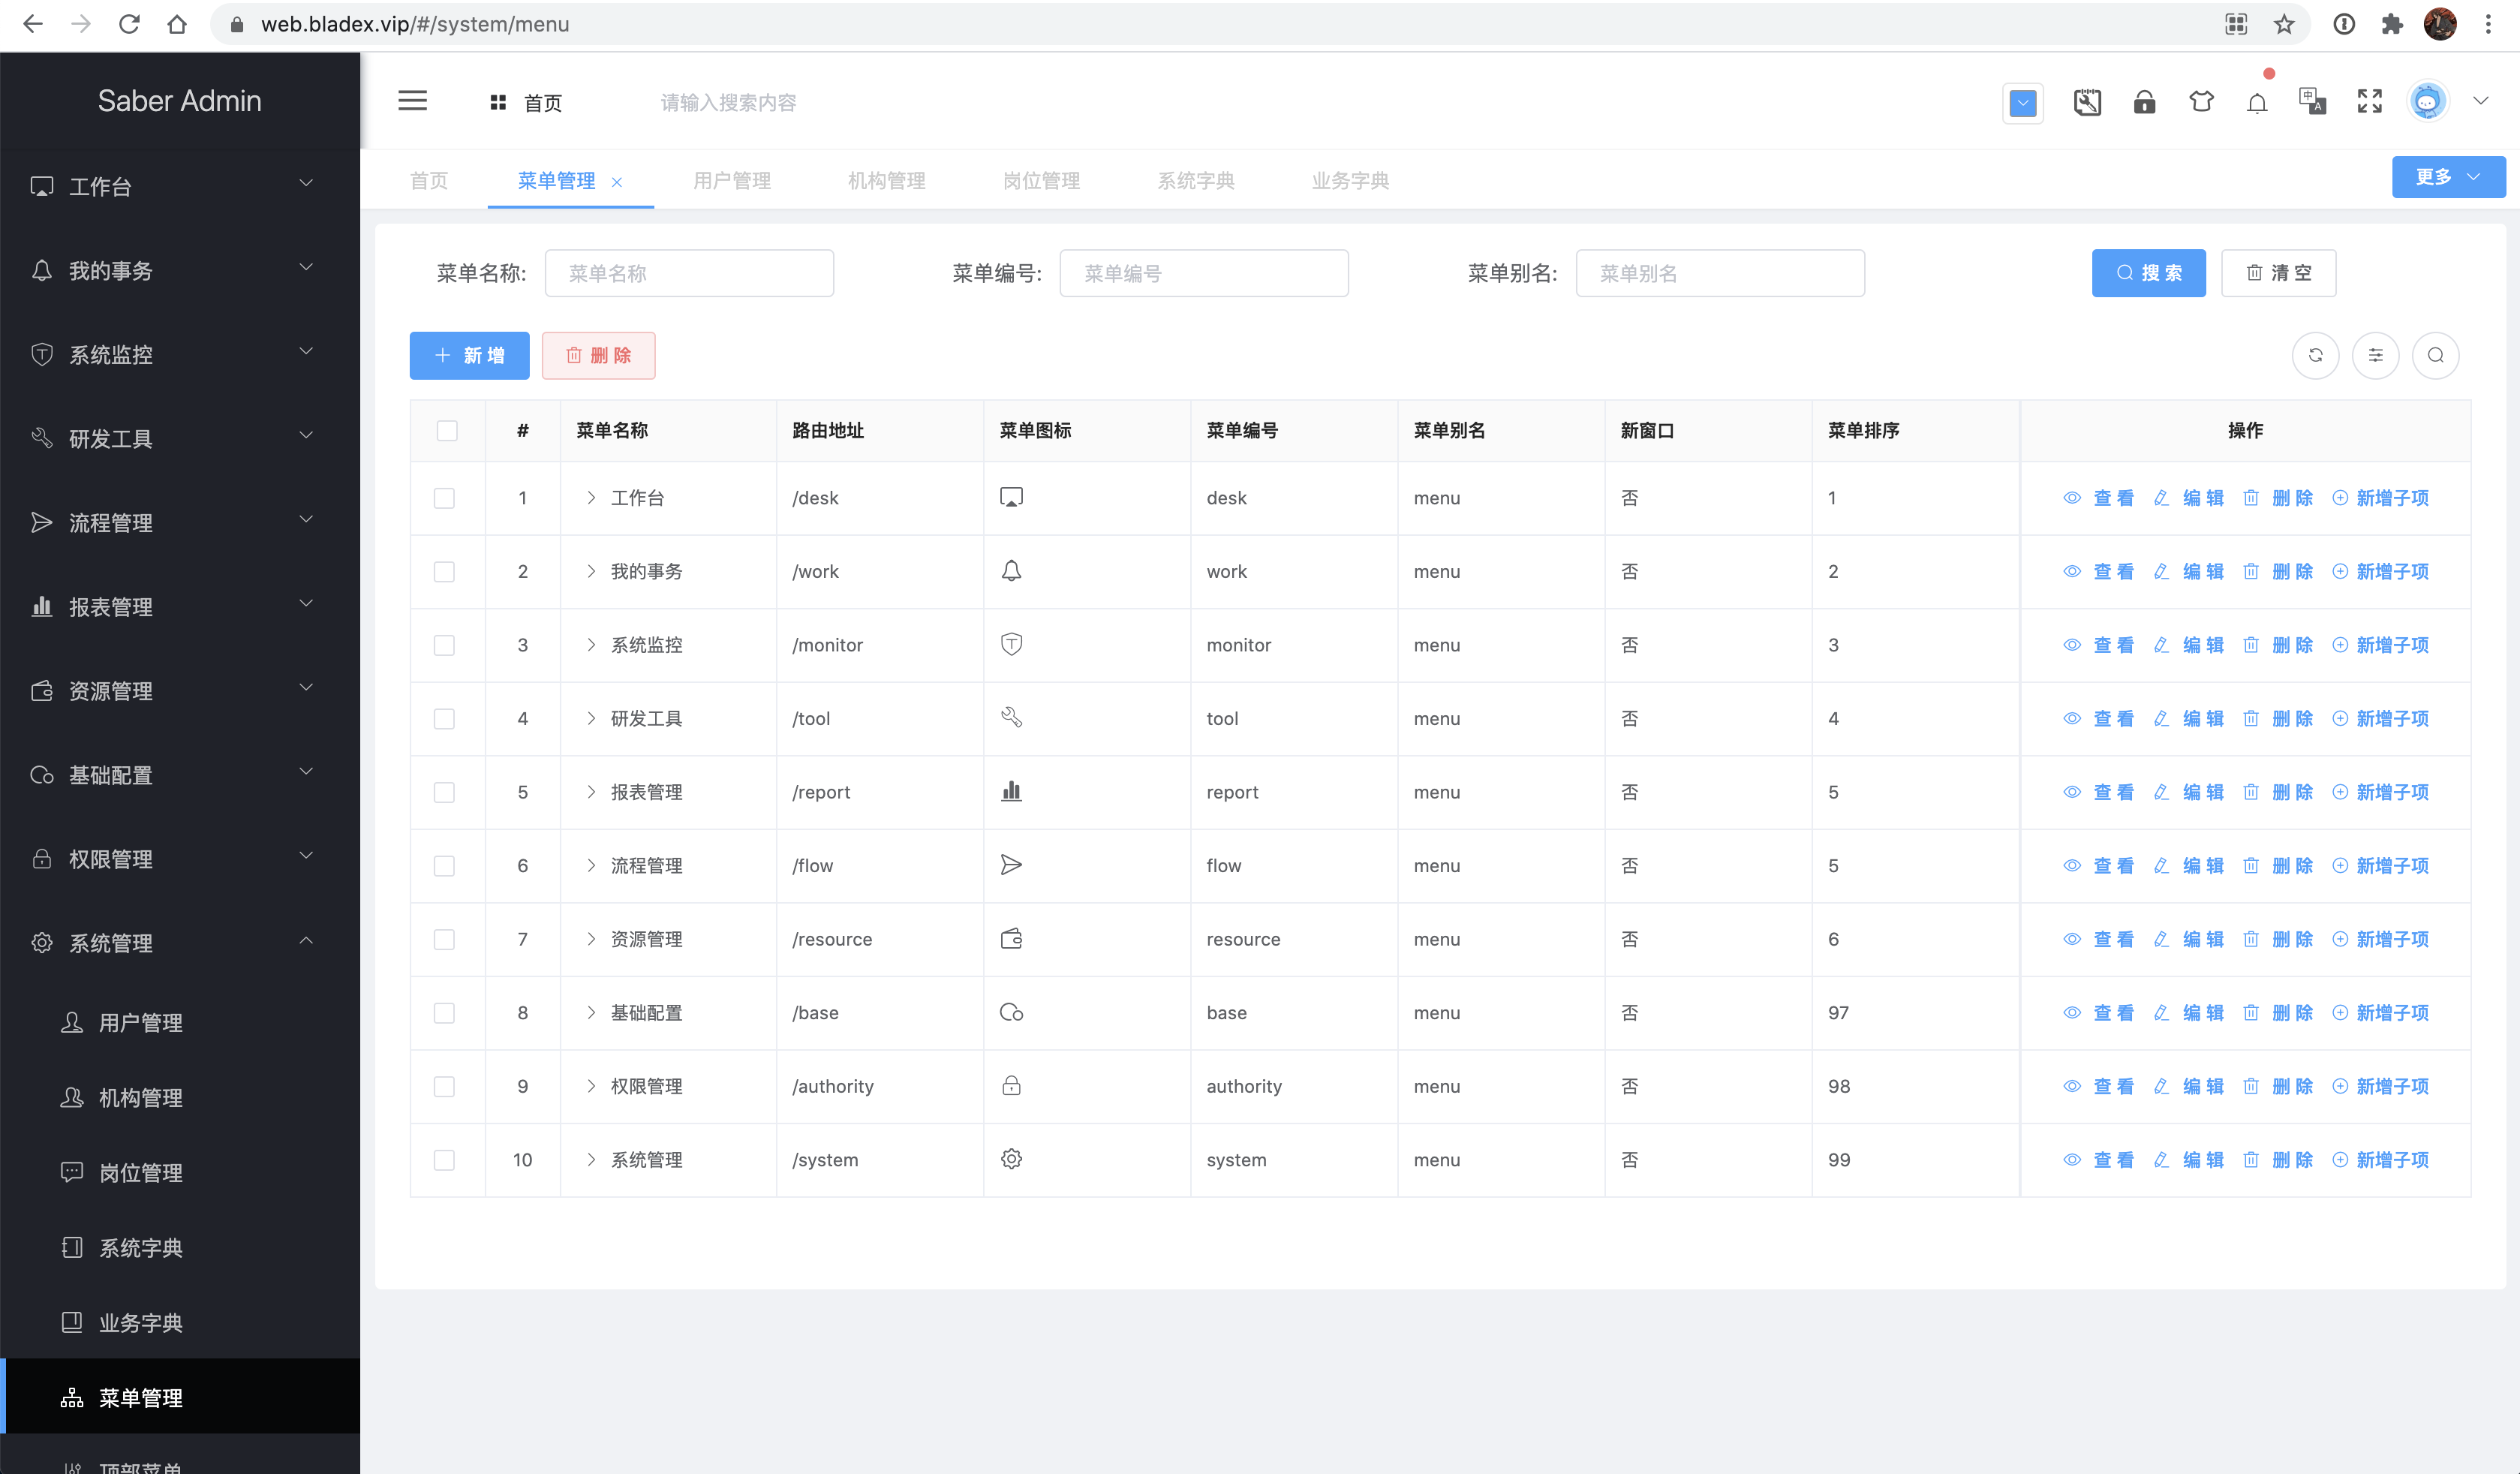 web.bladex.vip/#/system/menu
Saber Admin
首页
请输入搜索内容
中 A
工作台
我的事务
系统监控
研发工具
流程管理
报表管理
资源管理
基础配置
权限管理
系统管理
用户管理
机构管理
岗位管理
系统字典
业务字典
菜单管理
顶部菜单
首页 菜单管理 用户管理 机构管理 岗位管理 系统字典 业务字典 更多
菜单名称: 菜单名称 菜单编号: 菜单编号 菜单别名: 菜单别名 搜 索 清 空
新 增 删 除
# 菜单名称 路由地址 菜单图标 菜单编号 菜单别名 新窗口 菜单排序 操作
1 工作台 /desk desk menu 否 1 查 看 编 辑 删 除 新增子项
2 我的事务 /work work menu 否 2 查 看 编 辑 删 除 新增子项
3 系统监控 /monitor monitor menu 否 3 查 看 编 辑 删 除 新增子项
4 研发工具 /tool tool menu 否 4 查 看 编 辑 删 除 新增子项
5 报表管理 /report report menu 否 5 查 看 编 辑 删 除 新增子项
6 流程管理 /flow flow menu 否 5 查 看 编 辑 删 除 新增子项
7 资源管理 /resource resource menu 否 6 查 看 编 辑 删 除 新增子项
8 基础配置 /base base menu 否 97 查 看 编 辑 删 除 新增子项
9 权限管理 /authority authority menu 否 98 查 看 编 辑 删 除 新增子项
10 系统管理 /system system menu 否 99 查 看 编 辑 删 除 新增子项